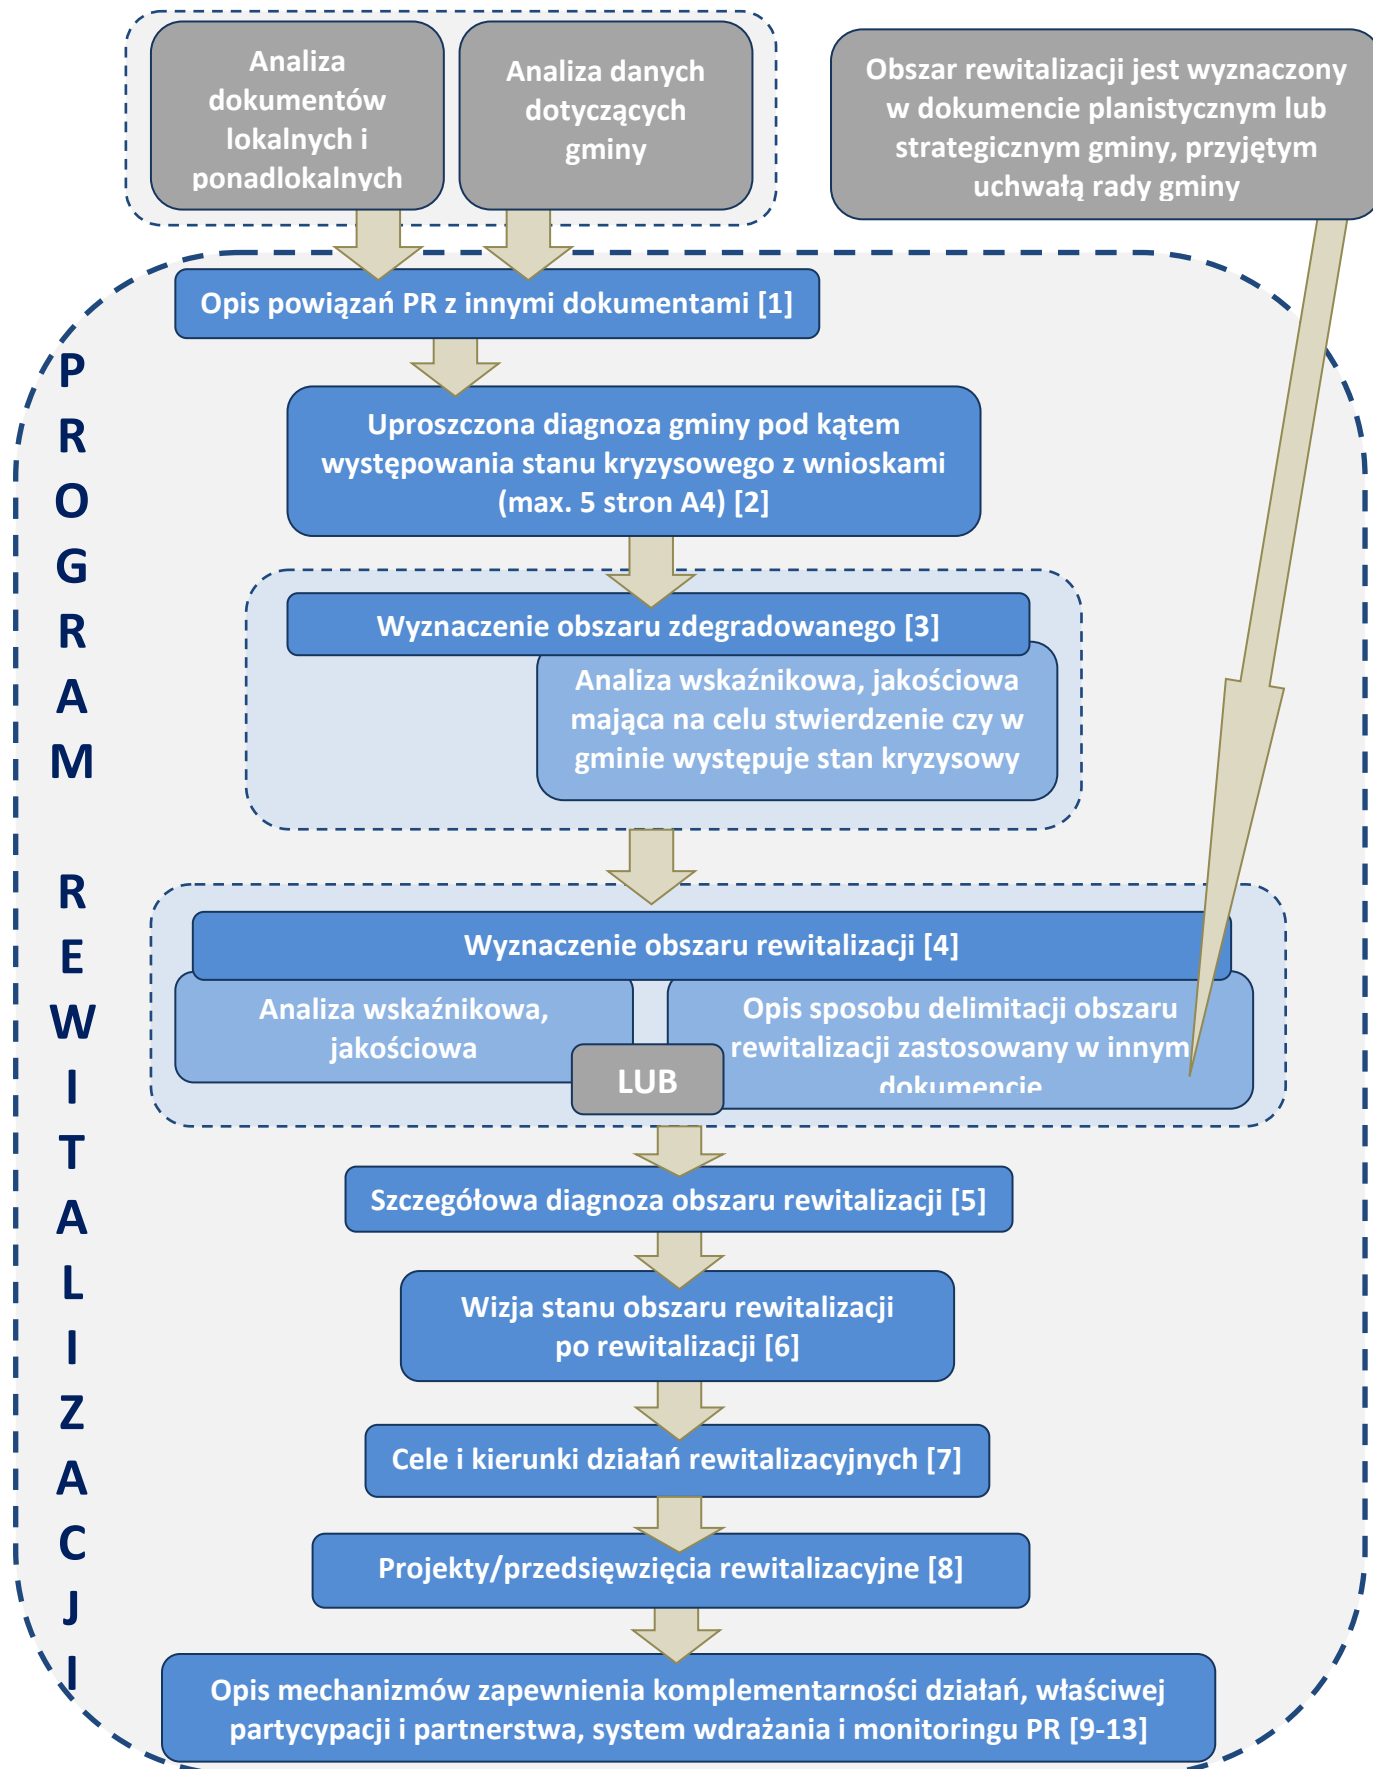 Analiza
dokumentów
lokalnych i
ponadlokalnych
Analiza danych
dotyczących
gminy
Obszar rewitalizacji jest wyznaczony
w dokumencie planistycznym lub
strategicznym gminy, przyjętym
uchwałą rady gminy
Opis powiązań PR z innymi dokumentami [1]
Uproszczona diagnoza gminy pod kątem
występowania stanu kryzysowego z wnioskami
(max. 5 stron A4) [2]
Wyznaczenie obszaru zdegradowanego [3]
Analiza wskaźnikowa, jakościowa
mająca na celu stwierdzenie czy w
gminie występuje stan kryzysowy
Wyznaczenie obszaru rewitalizacji [4]
Analiza wskaźnikowa,
jakościowa
LUB
Opis sposobu delimitacji obszaru
rewitalizacji zastosowany w innym
dokumencie
Szczegółowa diagnoza obszaru rewitalizacji [5]
Wizja stanu obszaru rewitalizacji
po rewitalizacji [6]
Cele i kierunki działań rewitalizacyjnych [7]
Projekty/przedsięwzięcia rewitalizacyjne [8]
Opis mechanizmów zapewnienia komplementarności działań, właściwej
partycypacji i partnerstwa, system wdrażania i monitoringu PR [9-13]
P
R
O
G
R
A
M
R
E
W
I
T
A
L
I
Z
A
C
J
I